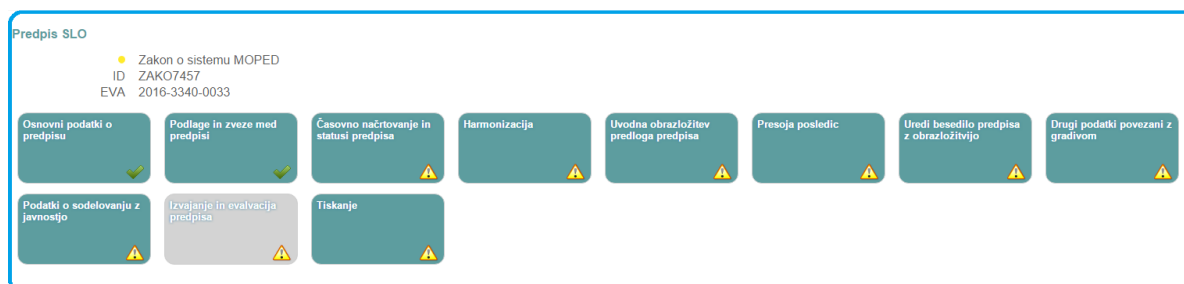 Predpis SLO
Zakon o sistemu MOPED
ID ZAKO7457
EVA 2016-3340-0033
Osnovni podatki o
predpisu
Podlage in zveze med
predpisi
Časovno načrtovanje in
statusi predpisa
Harmonizacija
Uvodna obrazložitev
predloga predpisa
Presoja posledic
Uredi besedilo predpisa
z obrazložitvijo
Drugi podatki povezani z
gradivom
Podatki o sodelovanju z
javnostjo
Izvajanje in evalvacija
predpisa
Tiskanje